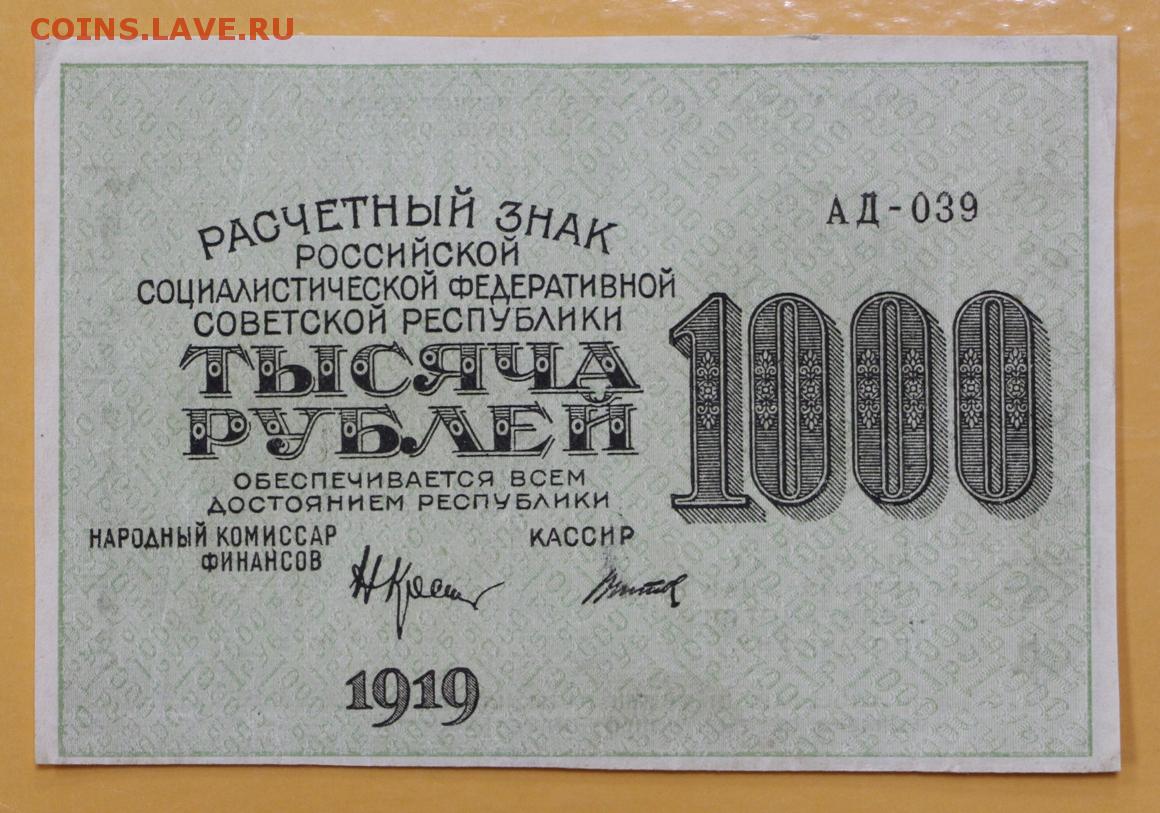 COINS.LAVE.RU
РАСЧЕТНЫЙ ЗНАК
РОССИЙСКОЙ
СОЦИАЛИСТИЧЕСКОЙ ФЕДЕРАТИВНОЙ
СОВЕТСКОЙ РЕСПУБЛИКИ
ТЫСЯЧА
РУБЛЕЙ
ОБЕСПЕЧИВАЕТСЯ ВСЕМ
ДОСТОЯНИЕМ РЕСПУБЛИКИ
АД-039
1000
НАРОДНЫЙ КОМИССАР
ФИНАНСОВ
КАССИР
1919